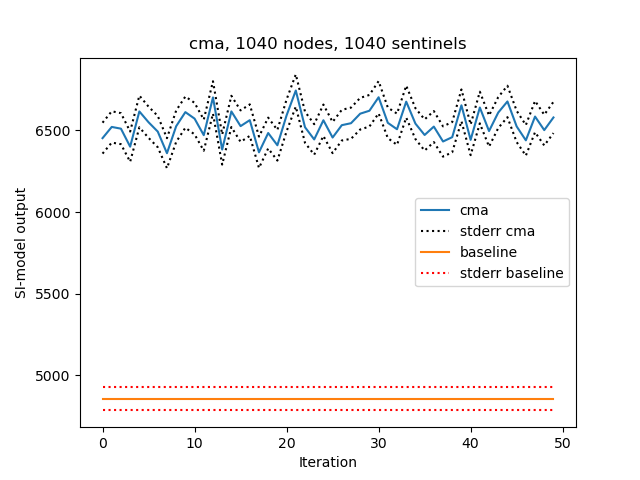 cma, 1040 nodes, 1040 sentinels
SI-model output
6500
6000
5500
5000
cma
stderr cma
baseline
stderr baseline
0 10 20 30 40 50
Iteration